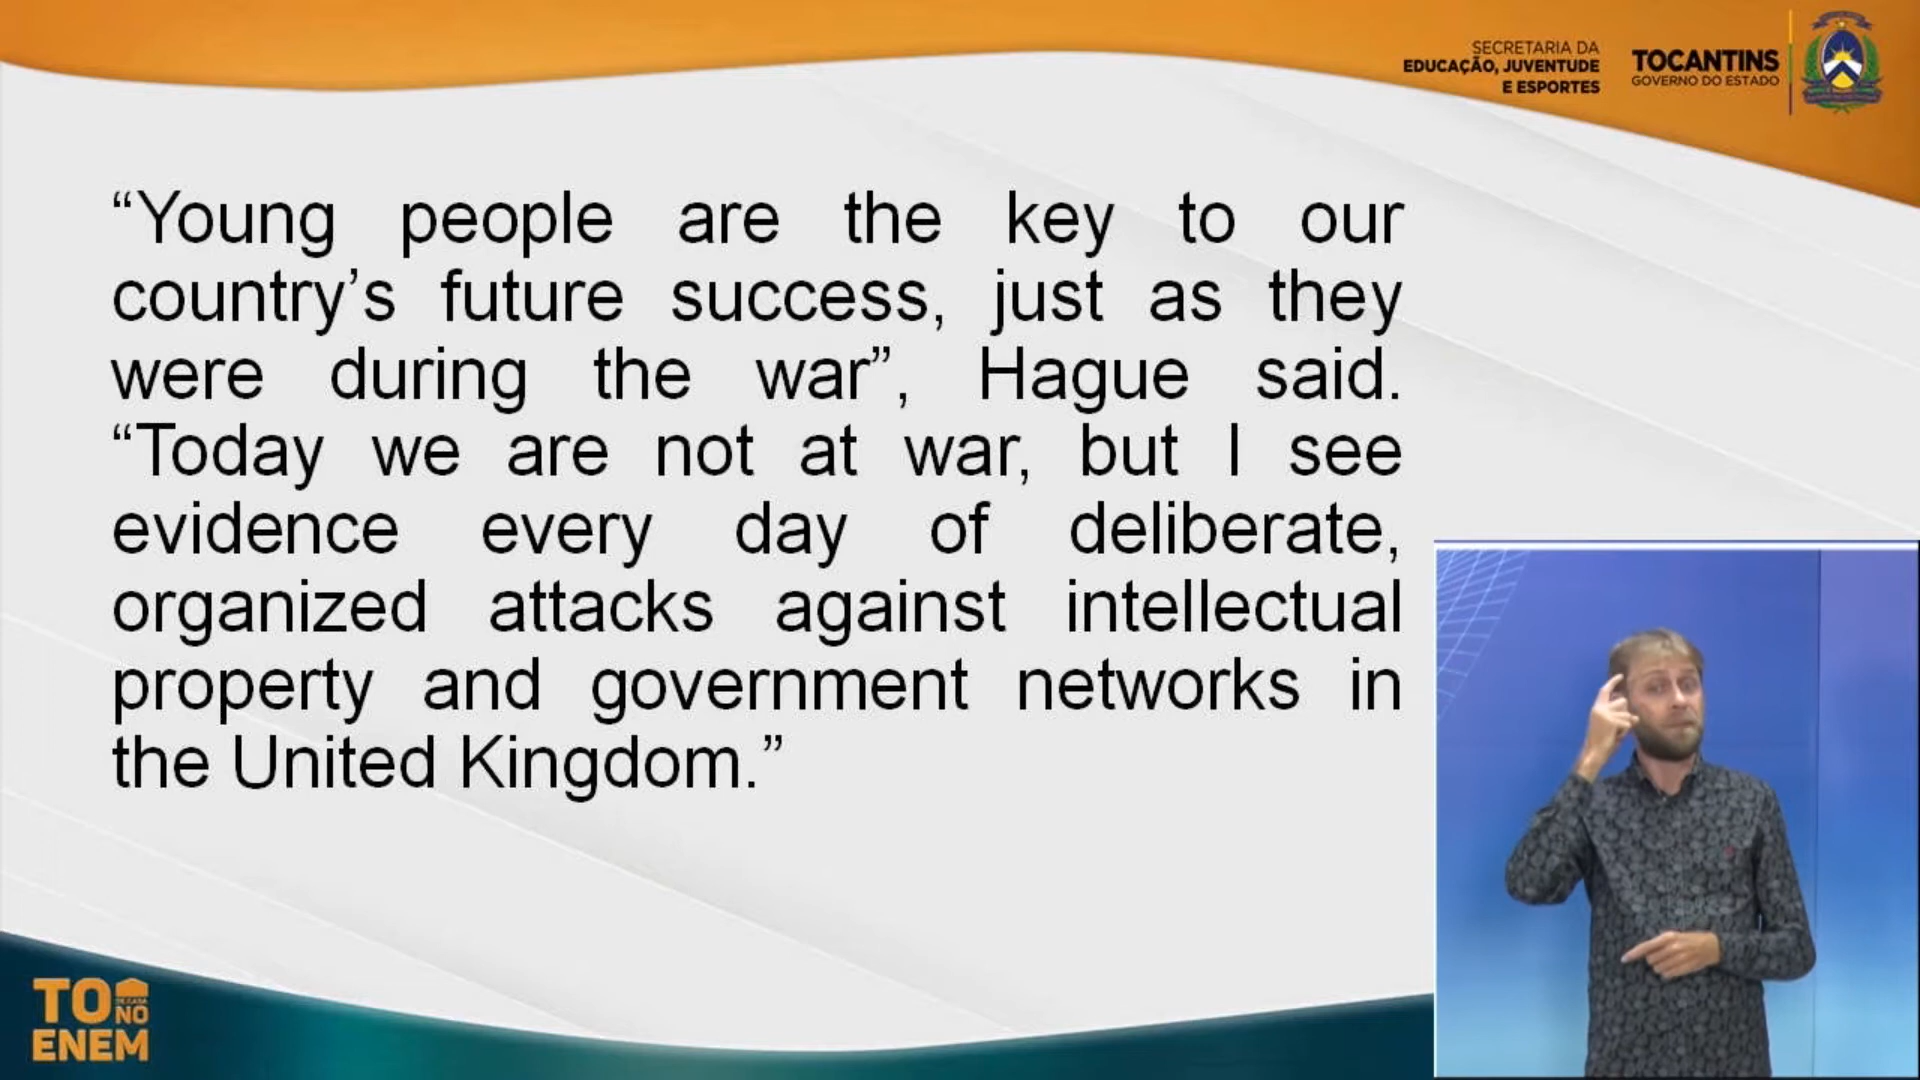 SECRETARIA DA
EDUCAÇÃO, JUVENTUDE
E ESPORTES
TOCANTINS
GOVERNO DO ESTADO
“Young people are the key to our
country’s future success, just as they
were during the war”, Hague said.
“Today we are not at war, but I see
evidence every day of deliberate,
organized attacks against intellectual
property and government networks in
the United Kingdom.”
TO
DE CASA
NO
ENEM